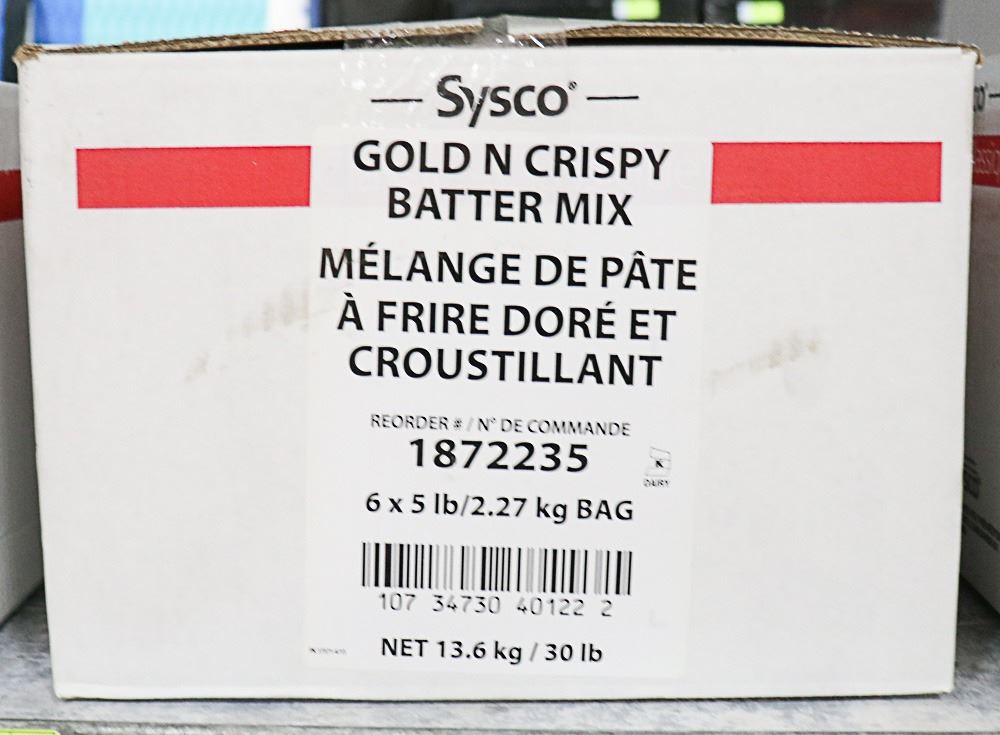 Sysco®
GOLD N CRISPY
BATTER MIX
MÉLANGE DE PÂTE
À FRIRE DORÉ ET
CROUSTILLANT
REORDER # / N° DE COMMANDE
1872235
K
DAIRY
6 x 5 lb/2.27 kg BAG
107 34730 40122 2
NET 13.6 kg / 30 lb